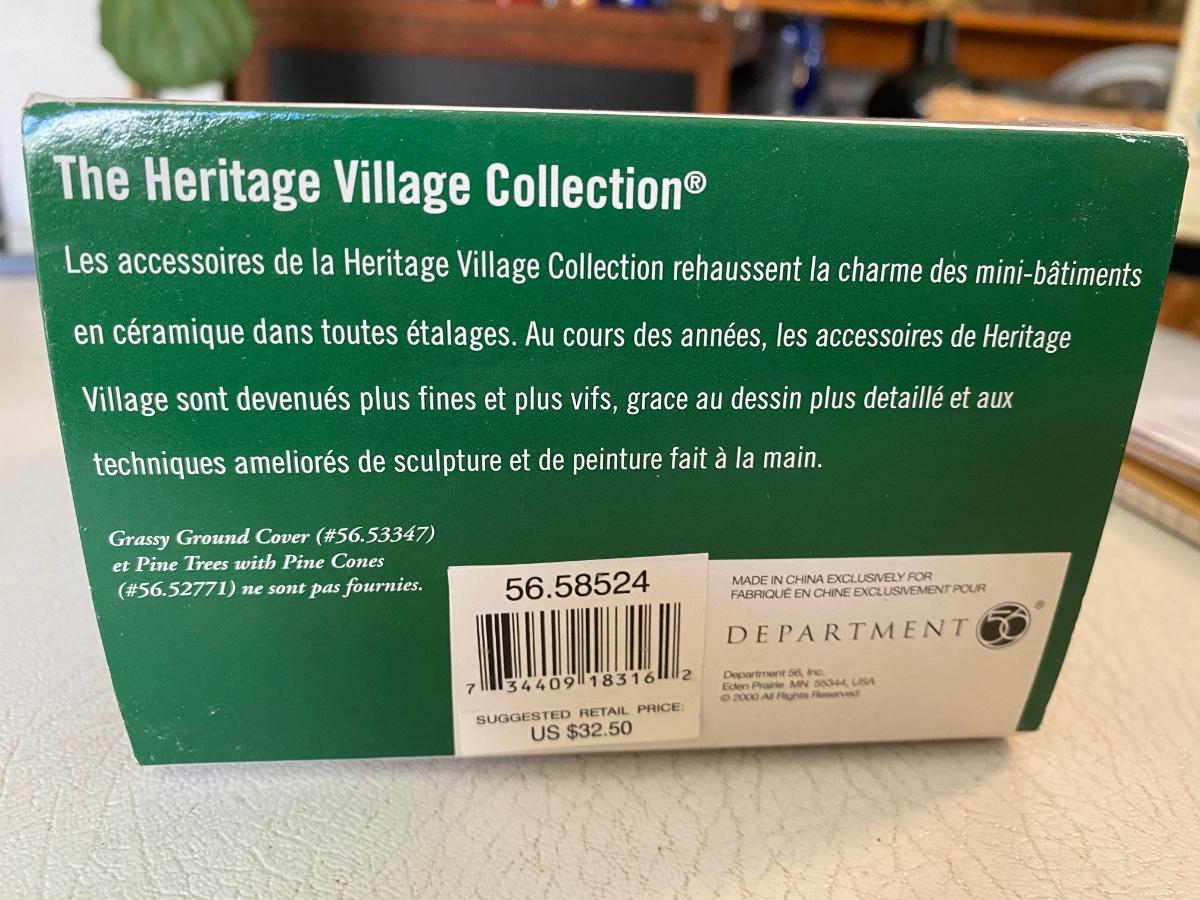 The Heritage Village Collection®
Les accessoires de la Heritage Village Collection rehaussent la charme des mini-bâtiments
en céramique dans toutes étalages. Au cours des années, les accessoires de Heritage
Village sont devenués plus fines et plus vifs, grace au dessin plus detaillé et aux
techniques ameliorés de sculpture et de peinture fait à la main.
Grassy Ground Cover (#56.53347)
et Pine Trees with Pine Cones
(#56.52771) ne sont pas fournies.
56.58524
7 34409 18316 2
SUGGESTED RETAIL PRICE:
US $32.50
MADE IN CHINA EXCLUSIVELY FOR
FABRIQUÉ EN CHINE EXCLUSIVEMENT POUR
DEPARTMENT 56®
Department 56, Inc.
Eden Prairie MN 55344, USA
© 2000 All Rights Reserved